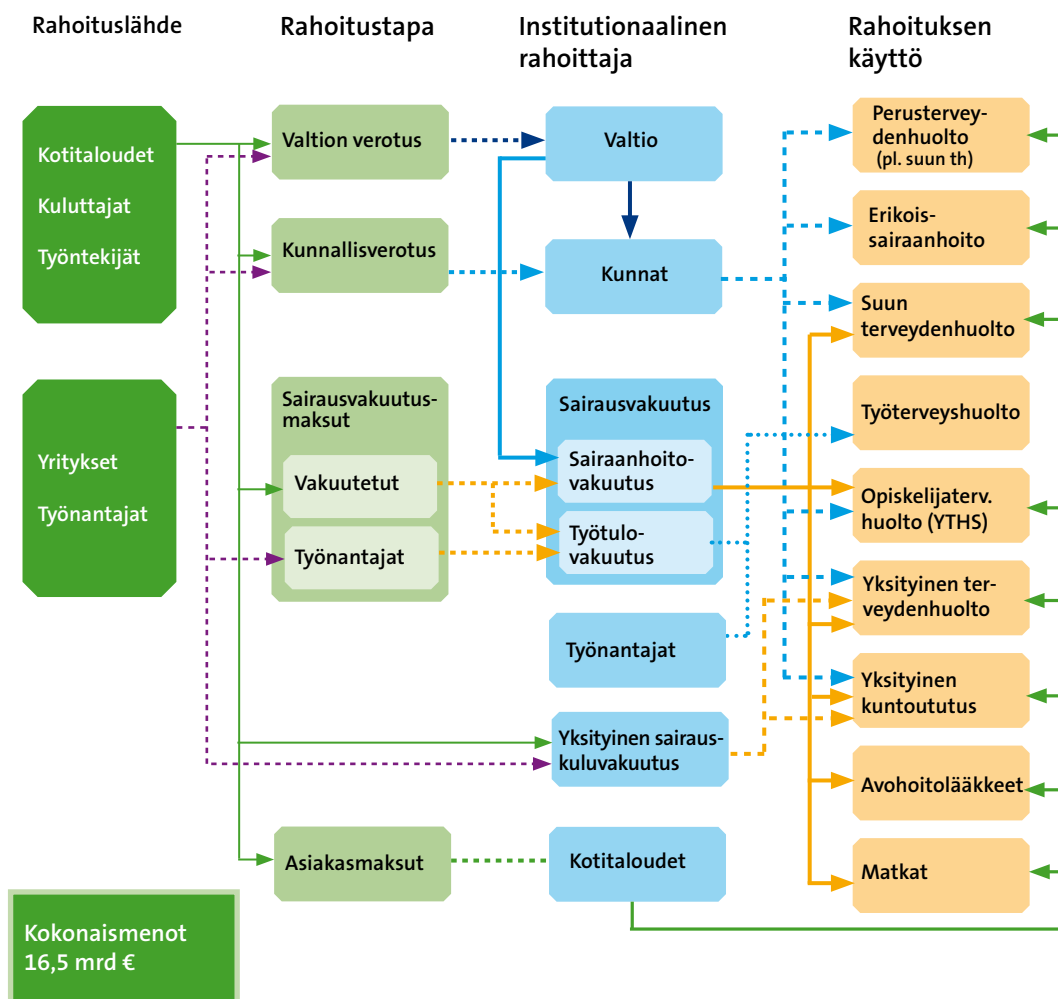 Rahoituslähde
Rahoitustapa
Institutionaalinen
rahoittaja
Rahoituksen
käyttö
Kotitaloudet
Kuluttajat
Työntekijät
Yritykset
Työnantajat
Valtion verotus
Kunnallisverotus
Sairausvakuutus-
maksut
Vakuutetut
Työnantajat
Asiakasmaksut
Valtio
Kunnat
Sairausvakuutus
Sairaanhoito-
vakuutus
Työtulo-
vakuutus
Työnantajat
Yksityinen sairaus-
kuluvakuutus
Kotitaloudet
Perustervey-
denhuolto
(pl. suun th)
Erikois-
sairaanhoito
Suun
terveydenhuolto
Työterveyshuolto
Opiskelijaterv.
huolto (YTHS)
Yksityinen ter-
veydenhuolto
Yksityinen
kuntoututus
Avohoitolääkkeet
Matkat
Kokonaismenot
16,5 mrd €